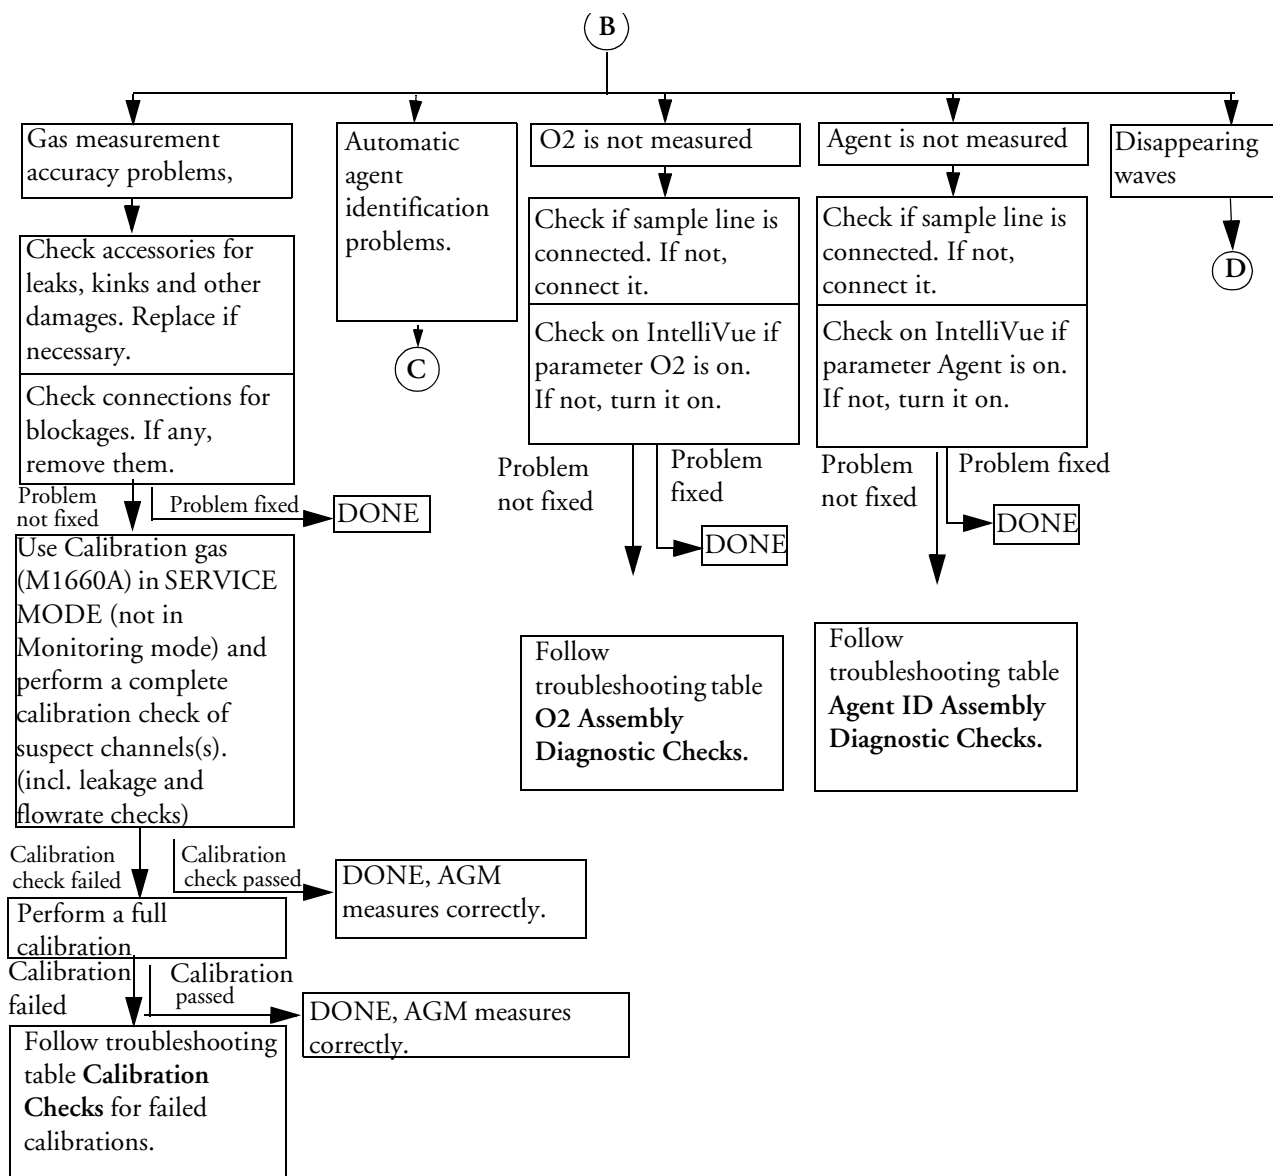 B
Gas measurement
accuracy problems,
Check accessories for
leaks, kinks and other
damages. Replace if
necessary.
Check connections for
blockages. If any,
remove them.
Problem
not fixed
Problem fixed
DONE
Use Calibration gas
(M1660A) in SERVICE
MODE (not in
Monitoring mode) and
perform a complete
calibration check of
suspect channels(s).
(incl. leakage and
flowrate checks)
Calibration
check failed
Calibration
check passed
DONE, AGM
measures correctly.
Perform a full
calibration
Calibration
failed
Calibration
passed
DONE, AGM measures
correctly.
Follow troubleshooting
table Calibration
Checks for failed
calibrations.
Automatic
agent
identification
problems.
C
O2 is not measured
Check if sample line is
connected. If not,
connect it.
Check on IntelliVue if
parameter O2 is on.
If not, turn it on.
Problem
not fixed
Problem
fixed
DONE
Follow
troubleshooting table
O2 Assembly
Diagnostic Checks.
Agent is not measured
Check if sample line is
connected. If not,
connect it.
Check on IntelliVue if
parameter Agent is on.
If not, turn it on.
Problem
not fixed
Problem fixed
DONE
Follow
troubleshooting table
Agent ID Assembly
Diagnostic Checks.
Disappearing
waves
D